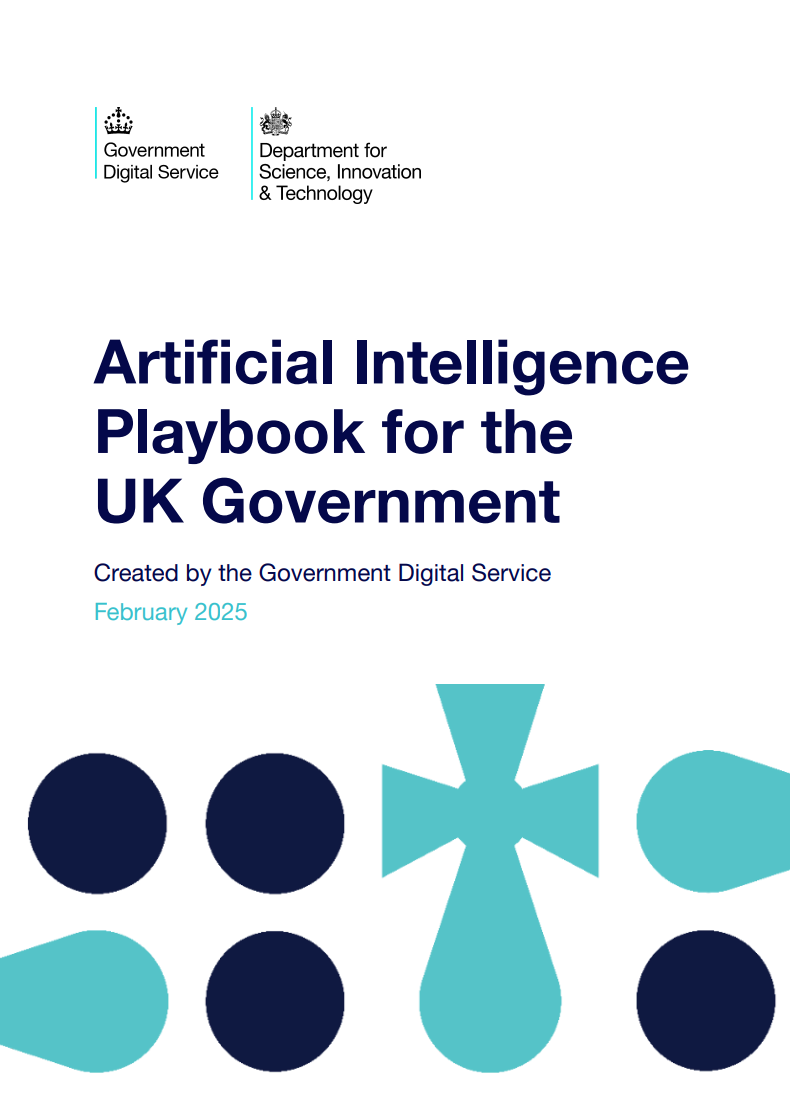 Government
Digital Service
Department for
Science, Innovation
& Technology
Artificial Intelligence
Playbook for the
UK Government
Created by the Government Digital Service
February 2025